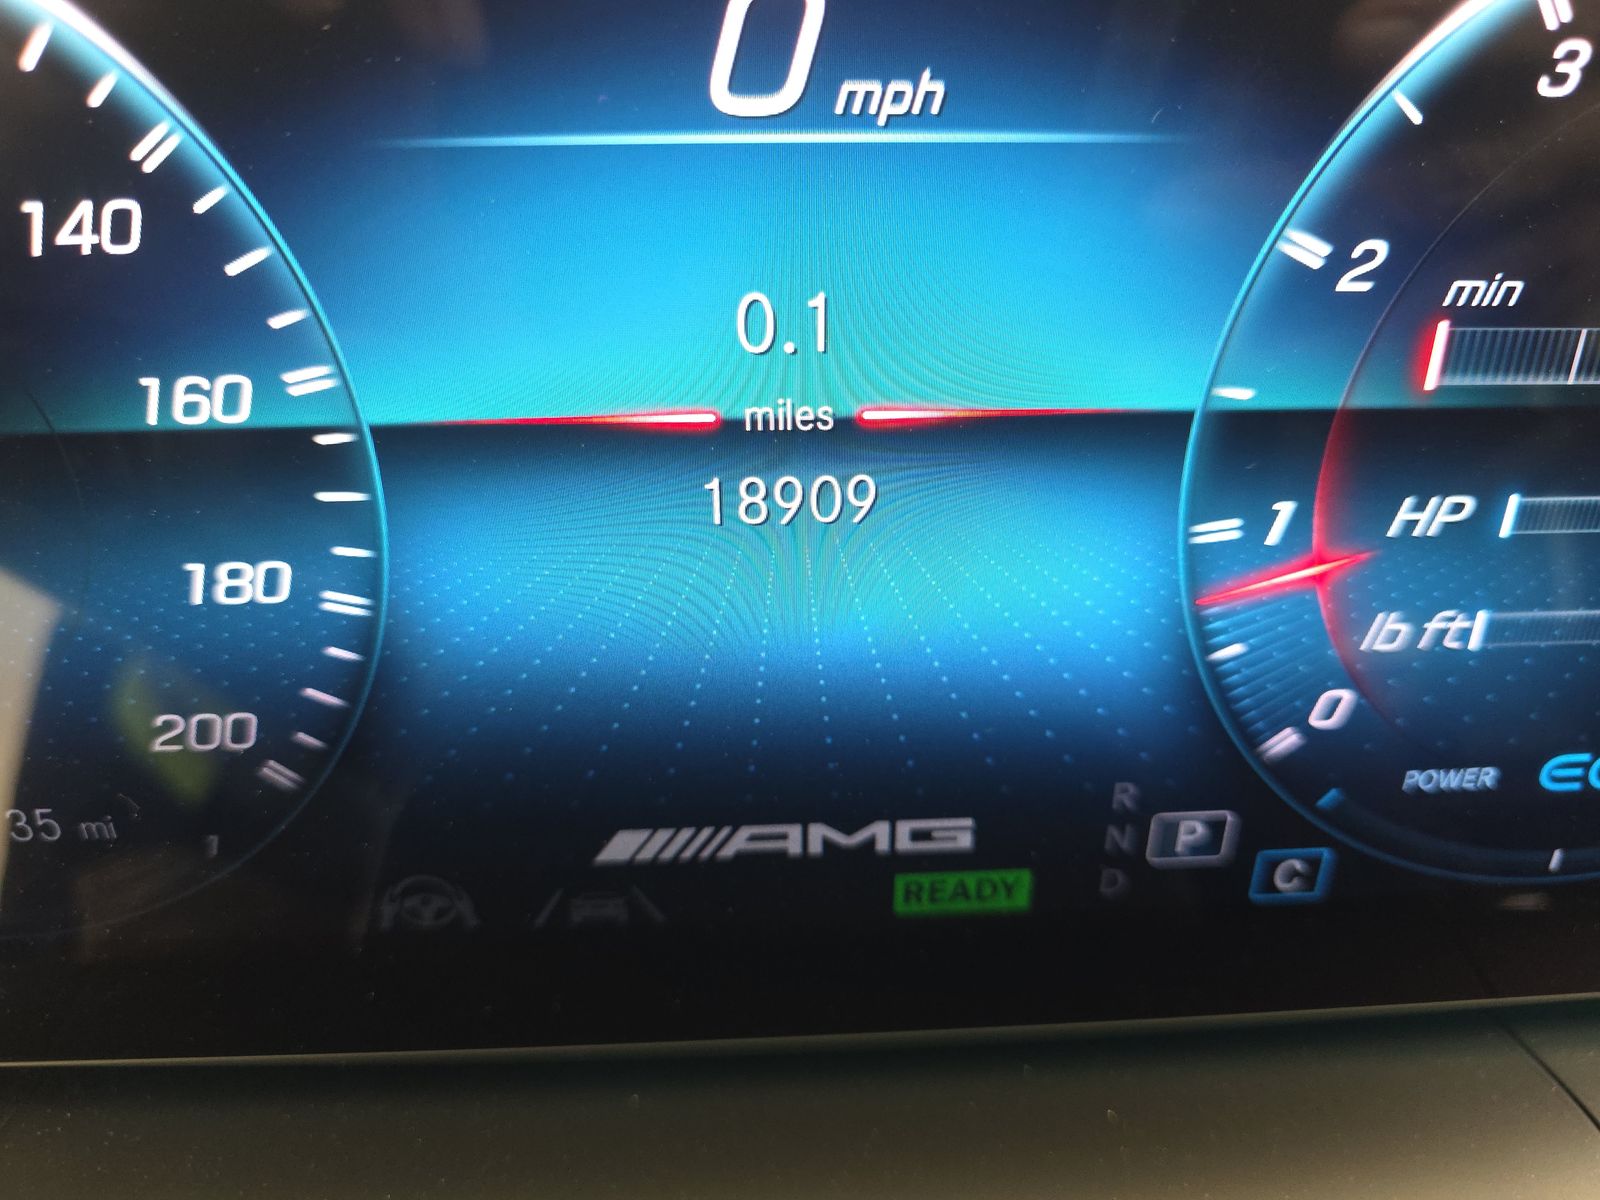 0 mph
3
140
2
min
0.1
160
miles
18909
HP
1
180
lb ft
0
200
POWER
35 mi
R
AMG
N
P
READY
D
C